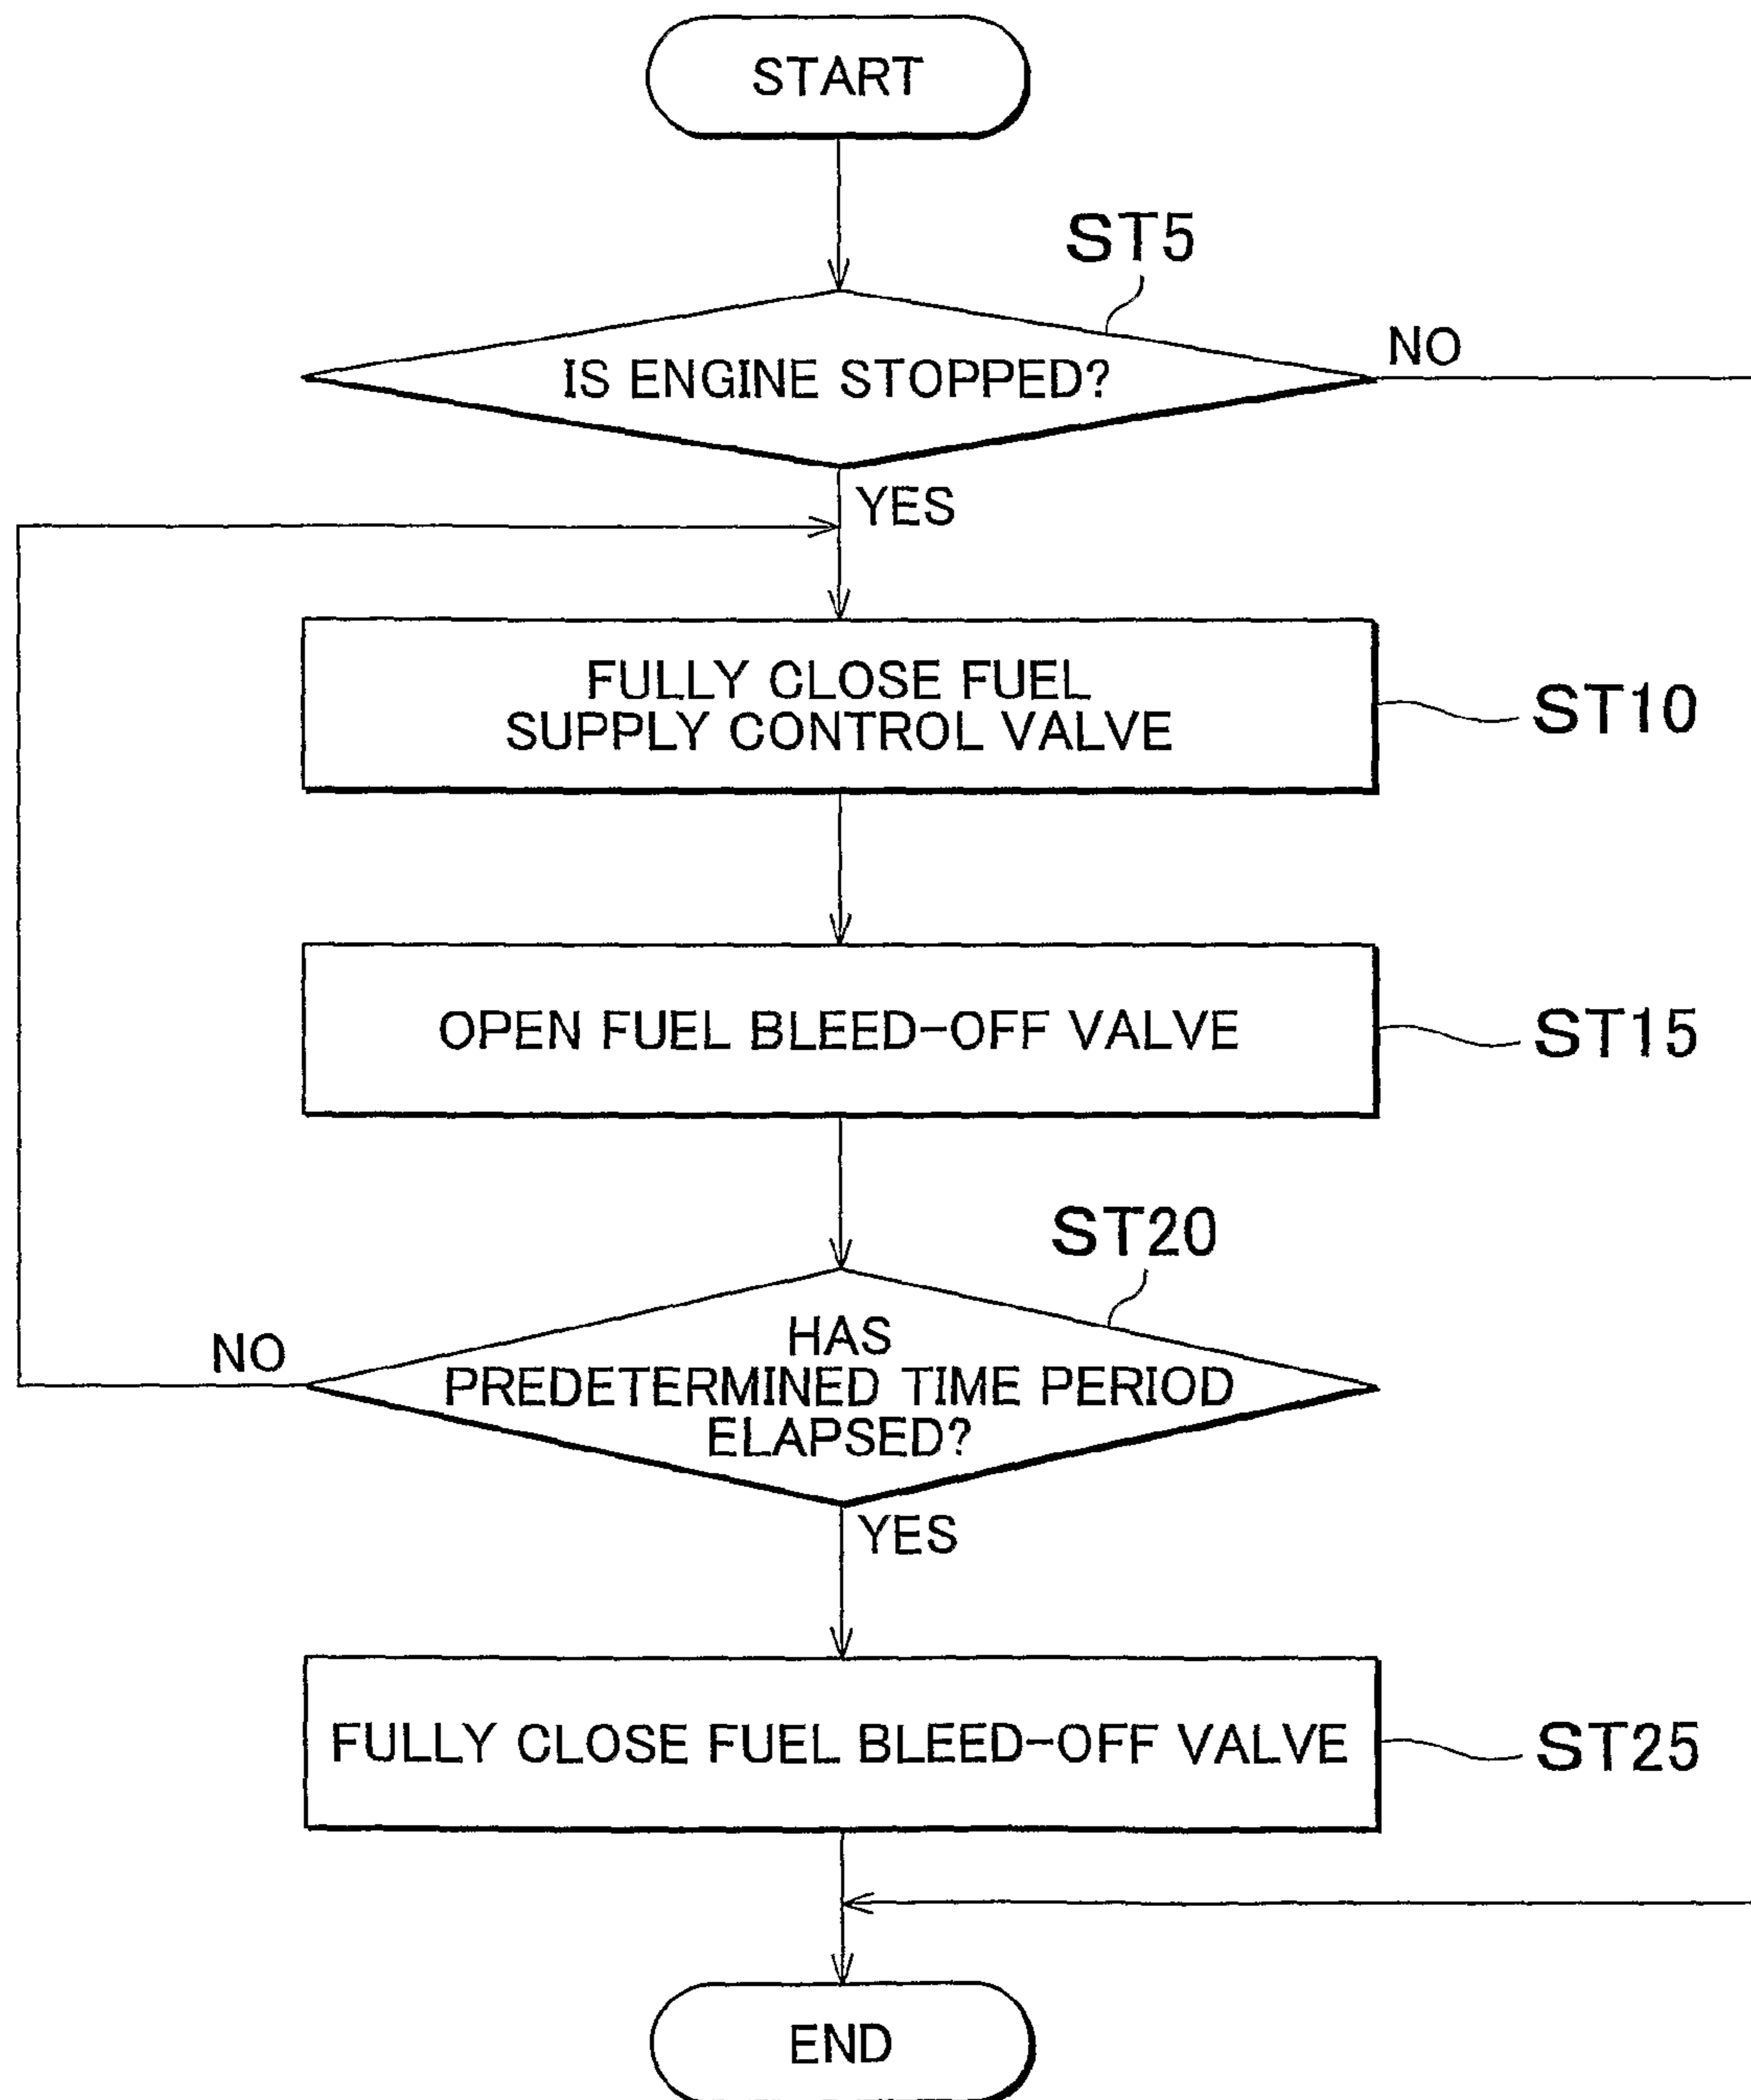 START
ST5
IS ENGINE STOPPED?
NO
YES
FULLY CLOSE FUEL
SUPPLY CONTROL VALVE
ST10
OPEN FUEL BLEED-OFF VALVE
ST15
ST20
HAS
PREDETERMINED TIME PERIOD
ELAPSED?
NO
YES
FULLY CLOSE FUEL BLEED-OFF VALVE
ST25
END